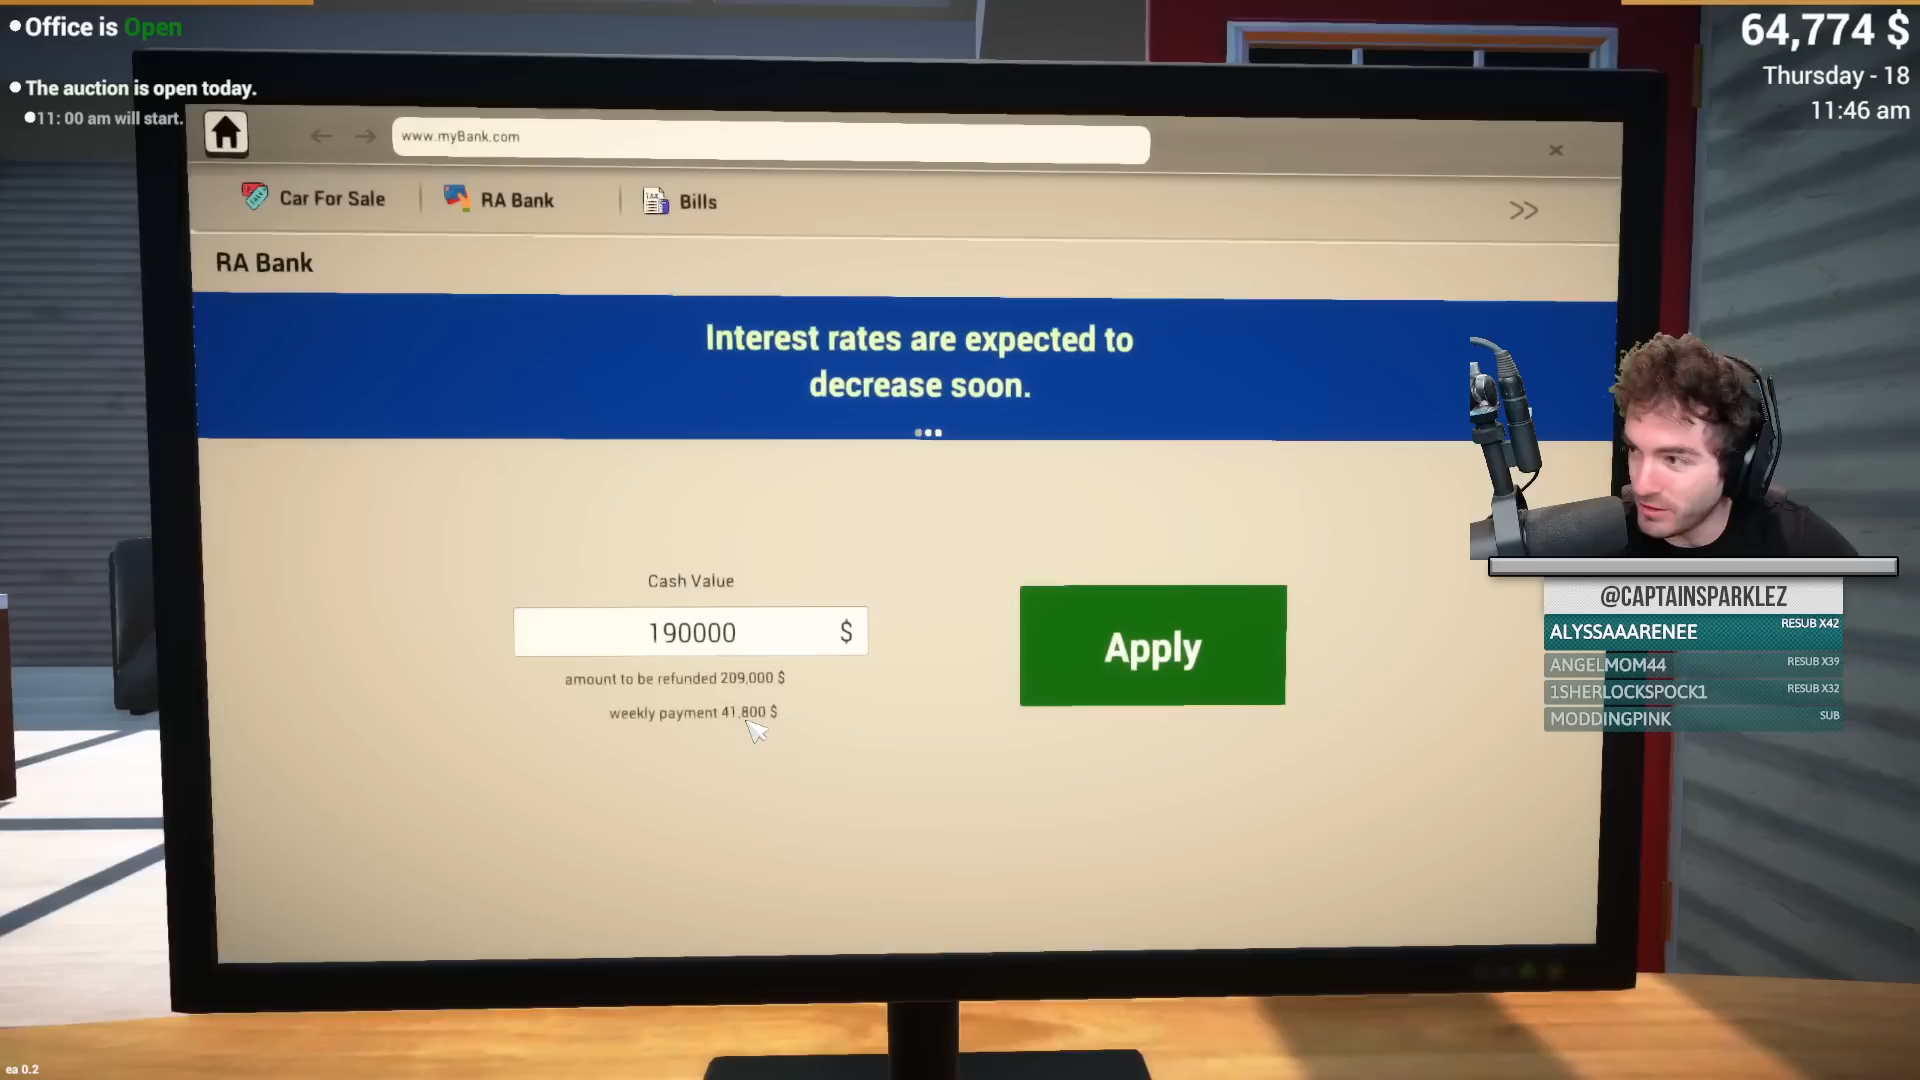 Office is Open
The auction is open today.
11: 00 am will start.
64,774 $
Thursday - 18
11:46 am
www.myBank.com
Car For Sale
RA Bank
TAX
Bills
>>
RA Bank
Interest rates are expected to
decrease soon.
Cash Value
190000 $
amount to be refunded 209,000 $
weekly payment 41,800 $
Apply
@CAPTAINSPARKLEZ
ALYSSAAARENEE RESUB X42
ANGELMOM44 RESUB X39
1SHERLOCKSPOCK1 RESUB X32
MODDINGPINK SUB
ea 0.2